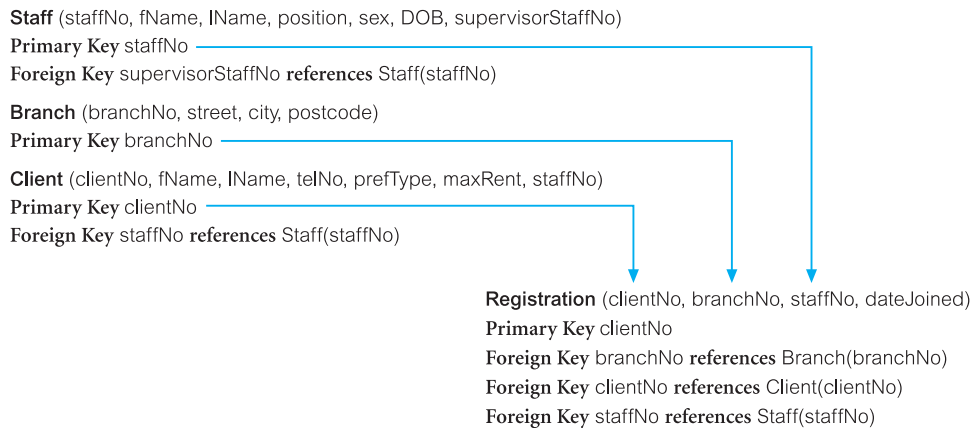 Staff (staffNo, fName, lName, position, sex, DOB, supervisorStaffNo)
Primary Key staffNo
Foreign Key supervisorStaffNo references Staff(staffNo)
Branch (branchNo, street, city, postcode)
Primary Key branchNo
Client (clientNo, fName, lName, telNo, prefType, maxRent, staffNo)
Primary Key clientNo
Foreign Key staffNo references Staff(staffNo)
Registration (clientNo, branchNo, staffNo, dateJoined)
Primary Key clientNo
Foreign Key branchNo references Branch(branchNo)
Foreign Key clientNo references Client(clientNo)
Foreign Key staffNo references Staff(staffNo)